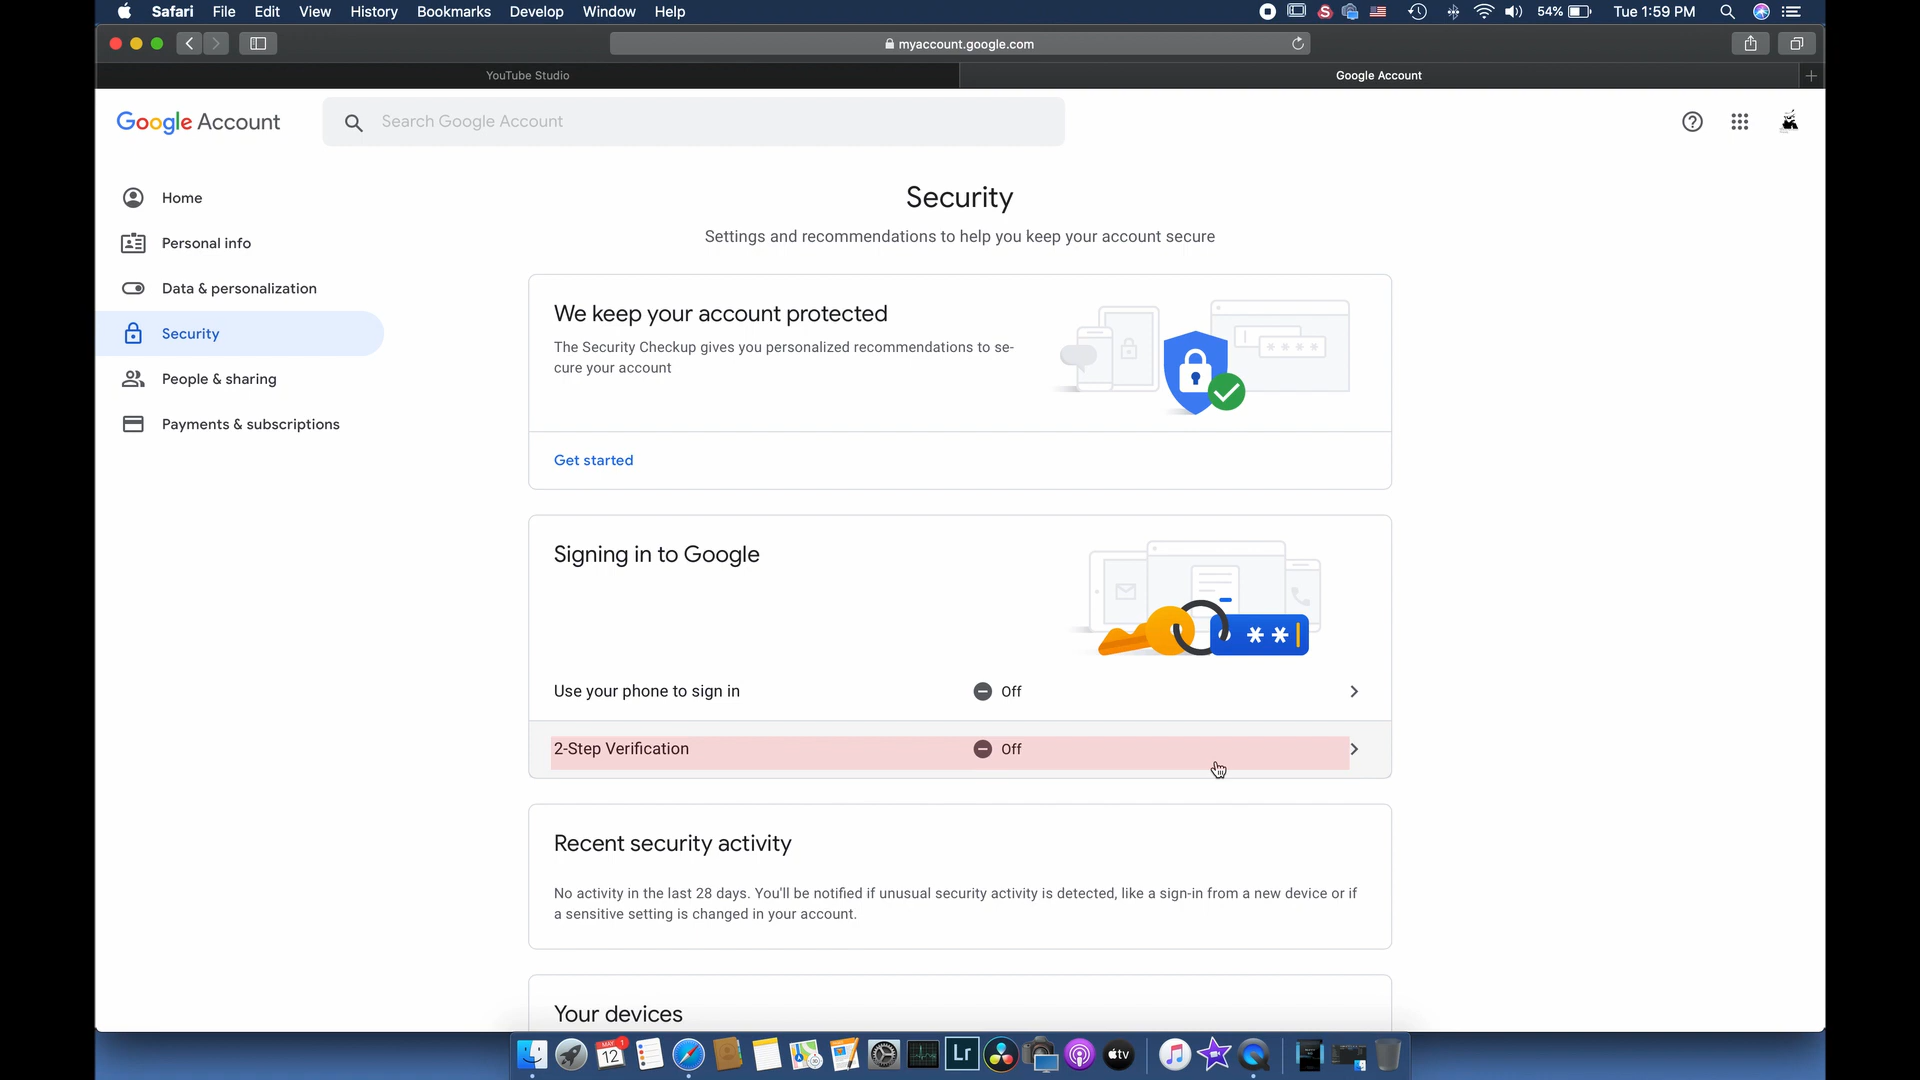 Safari File Edit View History Bookmarks Develop Window Help
54% Tue 1:59 PM
myaccount.google.com
YouTube Studio
Google Account
Google Account
Search Google Account
Home
Personal info
Data & personalization
Security
People & sharing
Payments & subscriptions
Security
Settings and recommendations to help you keep your account secure
We keep your account protected
The Security Checkup gives you personalized recommendations to se-
cure your account
Get started
Signing in to Google
Use your phone to sign in Off
2-Step Verification Off
Recent security activity
No activity in the last 28 days. You'll be notified if unusual security activity is detected, like a sign-in from a new device or if
a sensitive setting is changed in your account.
Your devices
MAY 1
12
Lr
tv